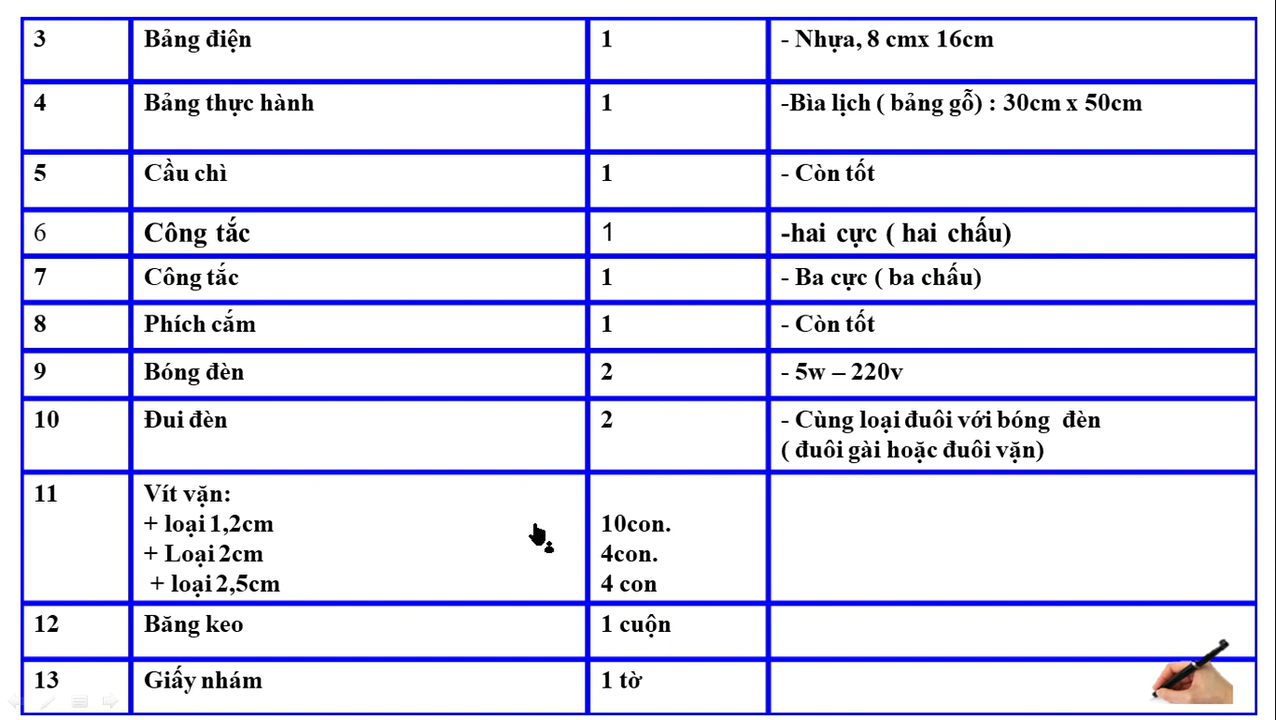 3 Bảng điện 1 - Nhựa, 8 cmx 16cm
4 Bảng thực hành 1 -Bìa lịch ( bảng gỗ) : 30cm x 50cm
5 Cầu chì 1 - Còn tốt
6 Công tắc 1 -hai cực ( hai chấu)
7 Công tắc 1 - Ba cực ( ba chấu)
8 Phích cắm 1 - Còn tốt
9 Bóng đèn 2 - 5w – 220v
10 Đui đèn 2 - Cùng loại đuôi với bóng đèn
( đuôi gài hoặc đuôi vặn)
11 Vít vặn:
+ loại 1,2cm 10con.
+ Loại 2cm 4con.
+ loại 2,5cm 4 con
12 Băng keo 1 cuộn
13 Giấy nhám 1 tờ